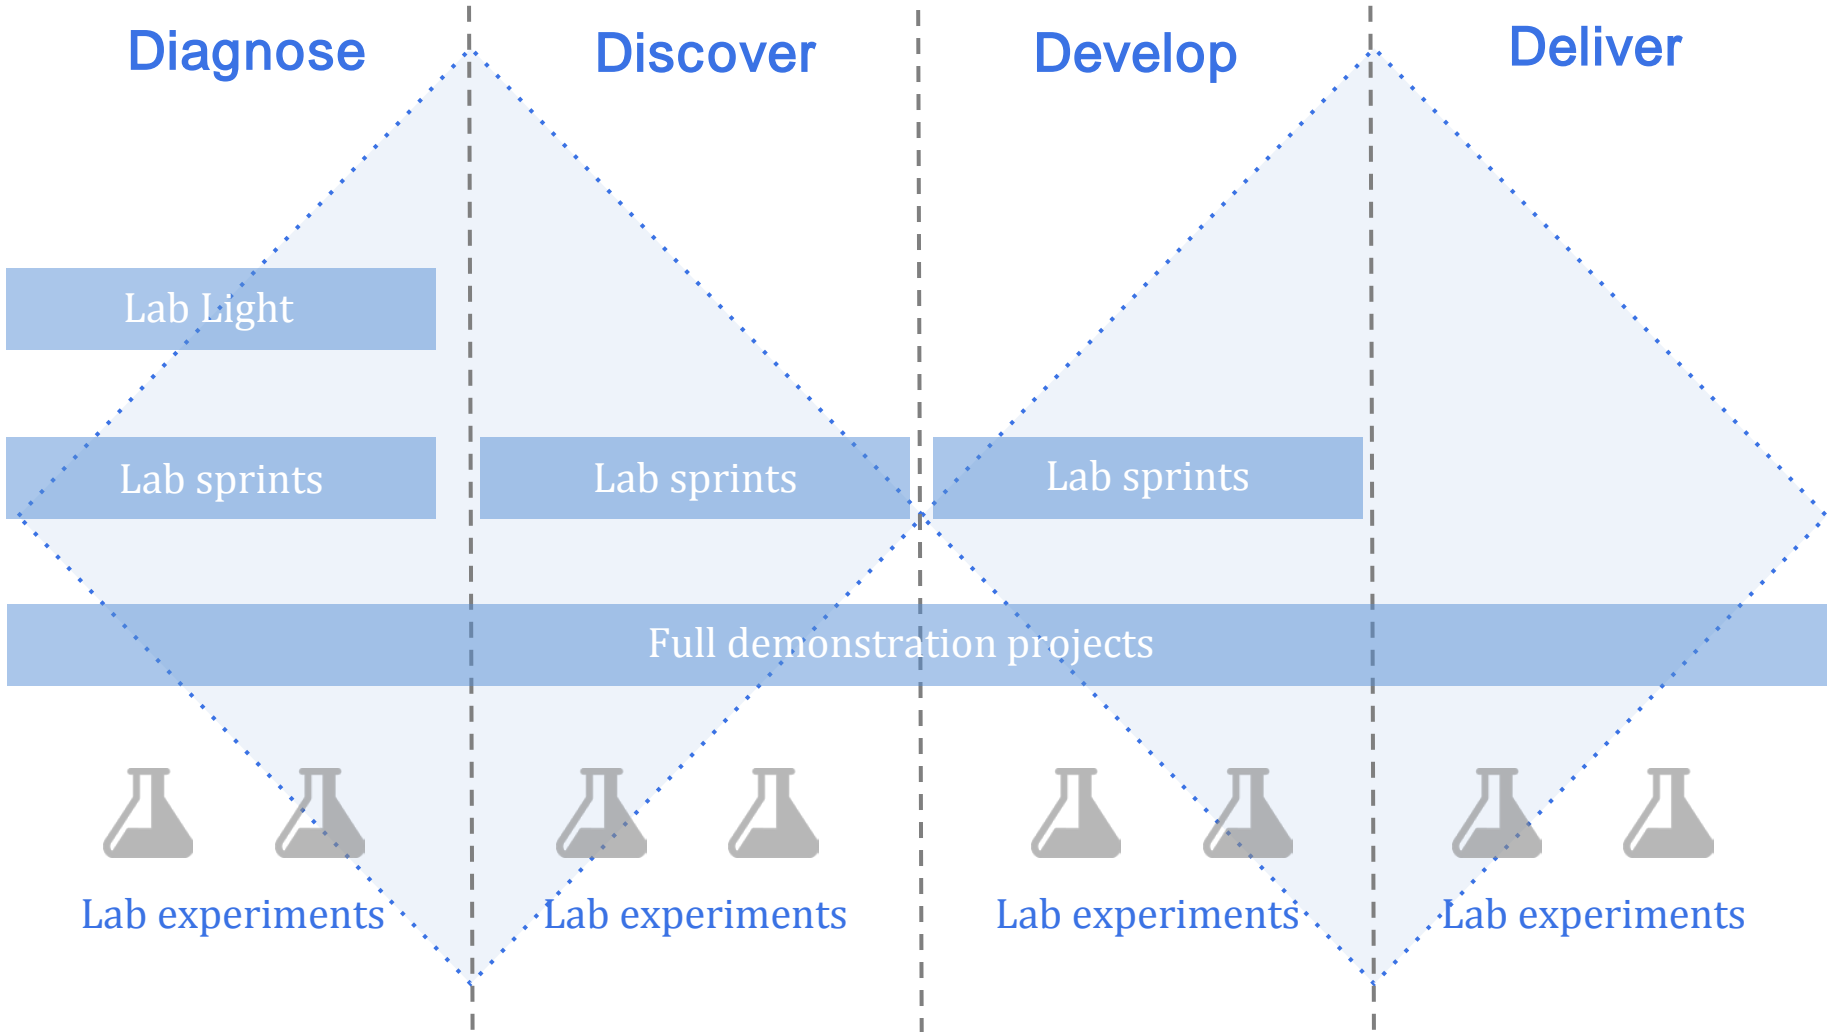 Diagnose
Discover
Develop
Deliver
Lab Light
Lab sprints
Lab sprints
Lab sprints
Full demonstration projects
Lab experiments
Lab experiments
Lab experiments
Lab experiments